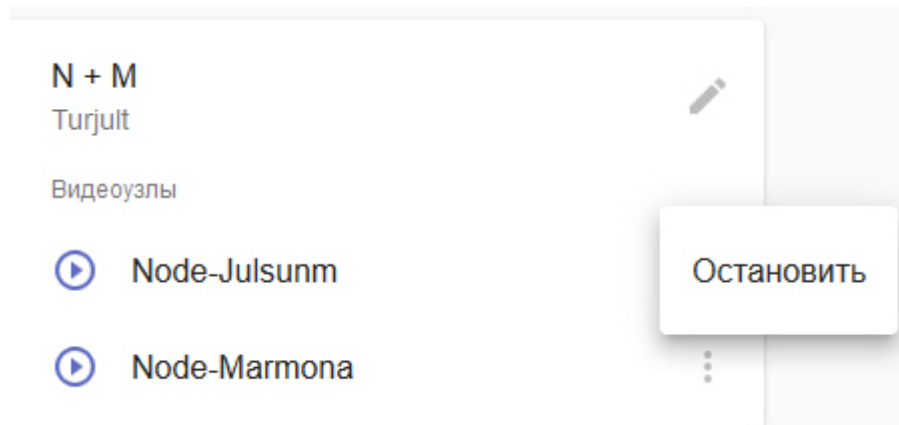 N + M
Turjult
Видеоузлы
Node-Julsunm
Остановить
Node-Marmona